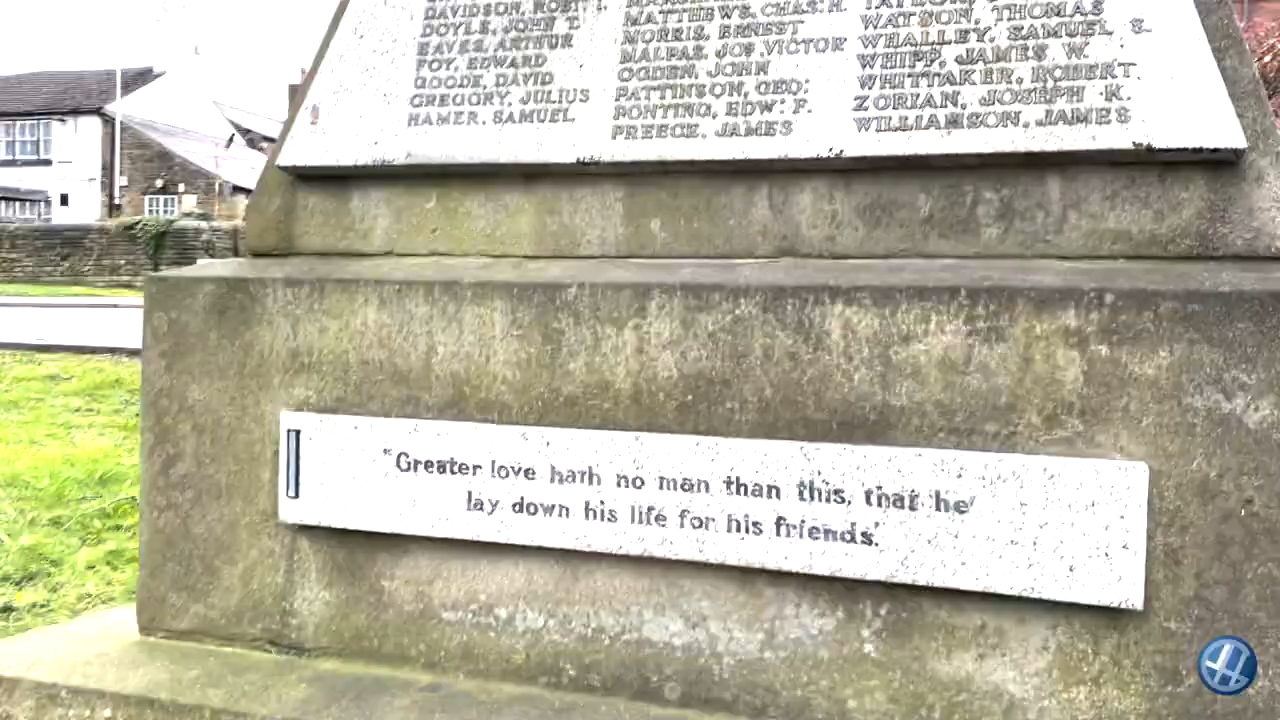 DAVIDSON, ROBT
DOYLE, JOHN T.
EAVES, ARTHUR
FOY, EDWARD
GOODE, DAVID
GREGORY, JULIUS
HAMER, SAMUEL
MATTHEWS, CHAS. H.
NORRIS, ERNEST
MALPAS, JOS. VICTOR
OGDEN, JOHN
PATTINSON, GEO:
PONTING, EDW: F.
PREECE, JAMES
WATSON, THOMAS
WHALLEY, SAMUEL S.
WHIPP, JAMES W.
WHITTAKER, ROBERT
ZORIAN, JOSEPH K.
WILLIAMSON, JAMES
"Greater love hath no man than this, that he
lay down his life for his friends."